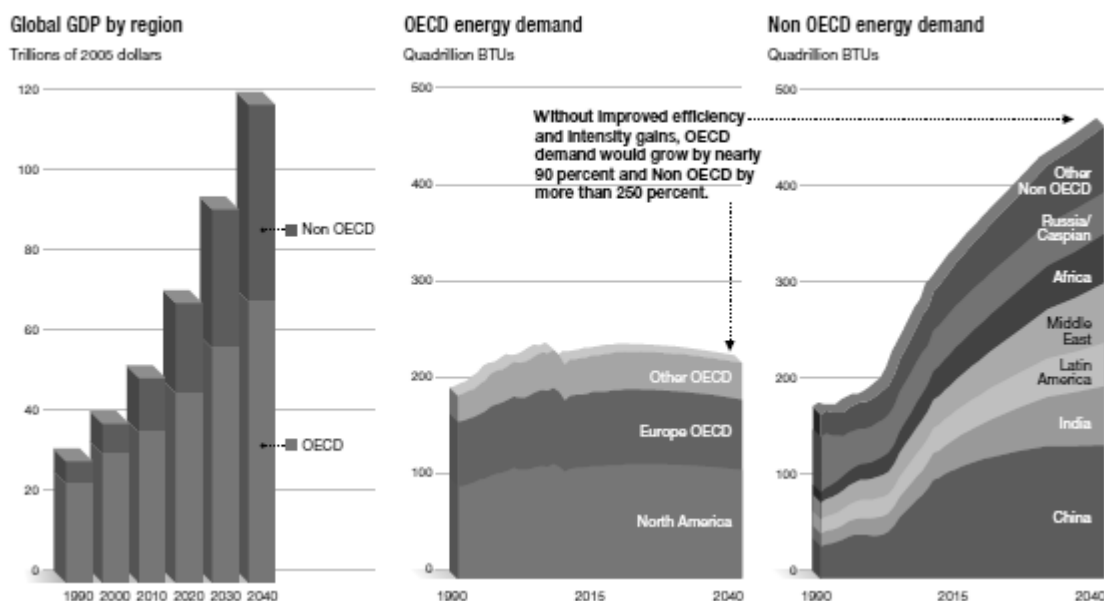 Global GDP by region
Trillions of 2005 dollars
120
100
80
60
40
20
0
Non OECD
OECD
1990 2000 2010 2020 2030 2040
OECD energy demand
Quadrillion BTUs
500
400
300
200
100
0
Without improved efficiency
and intensity gains, OECD
demand would grow by nearly
90 percent and Non OECD by
more than 250 percent.
Other OECD
Europe OECD
North America
1990 2015 2040
Non OECD energy demand
Quadrillion BTUs
500
400
300
200
100
0
Other
Non OECD
Russia/
Caspian
Africa
Middle
East
Latin
America
India
China
1990 2015 2040